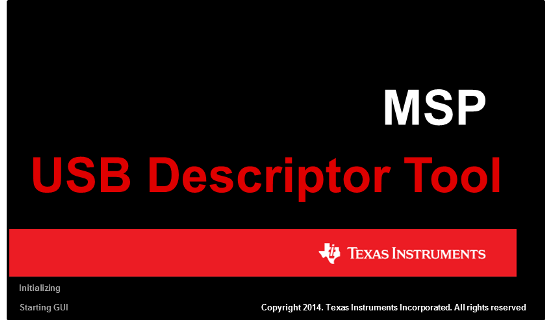 MSP
USB Descriptor Tool
TEXAS INSTRUMENTS
Initializing
Starting GUI
Copyright 2014. Texas Instruments Incorporated. All rights reserved